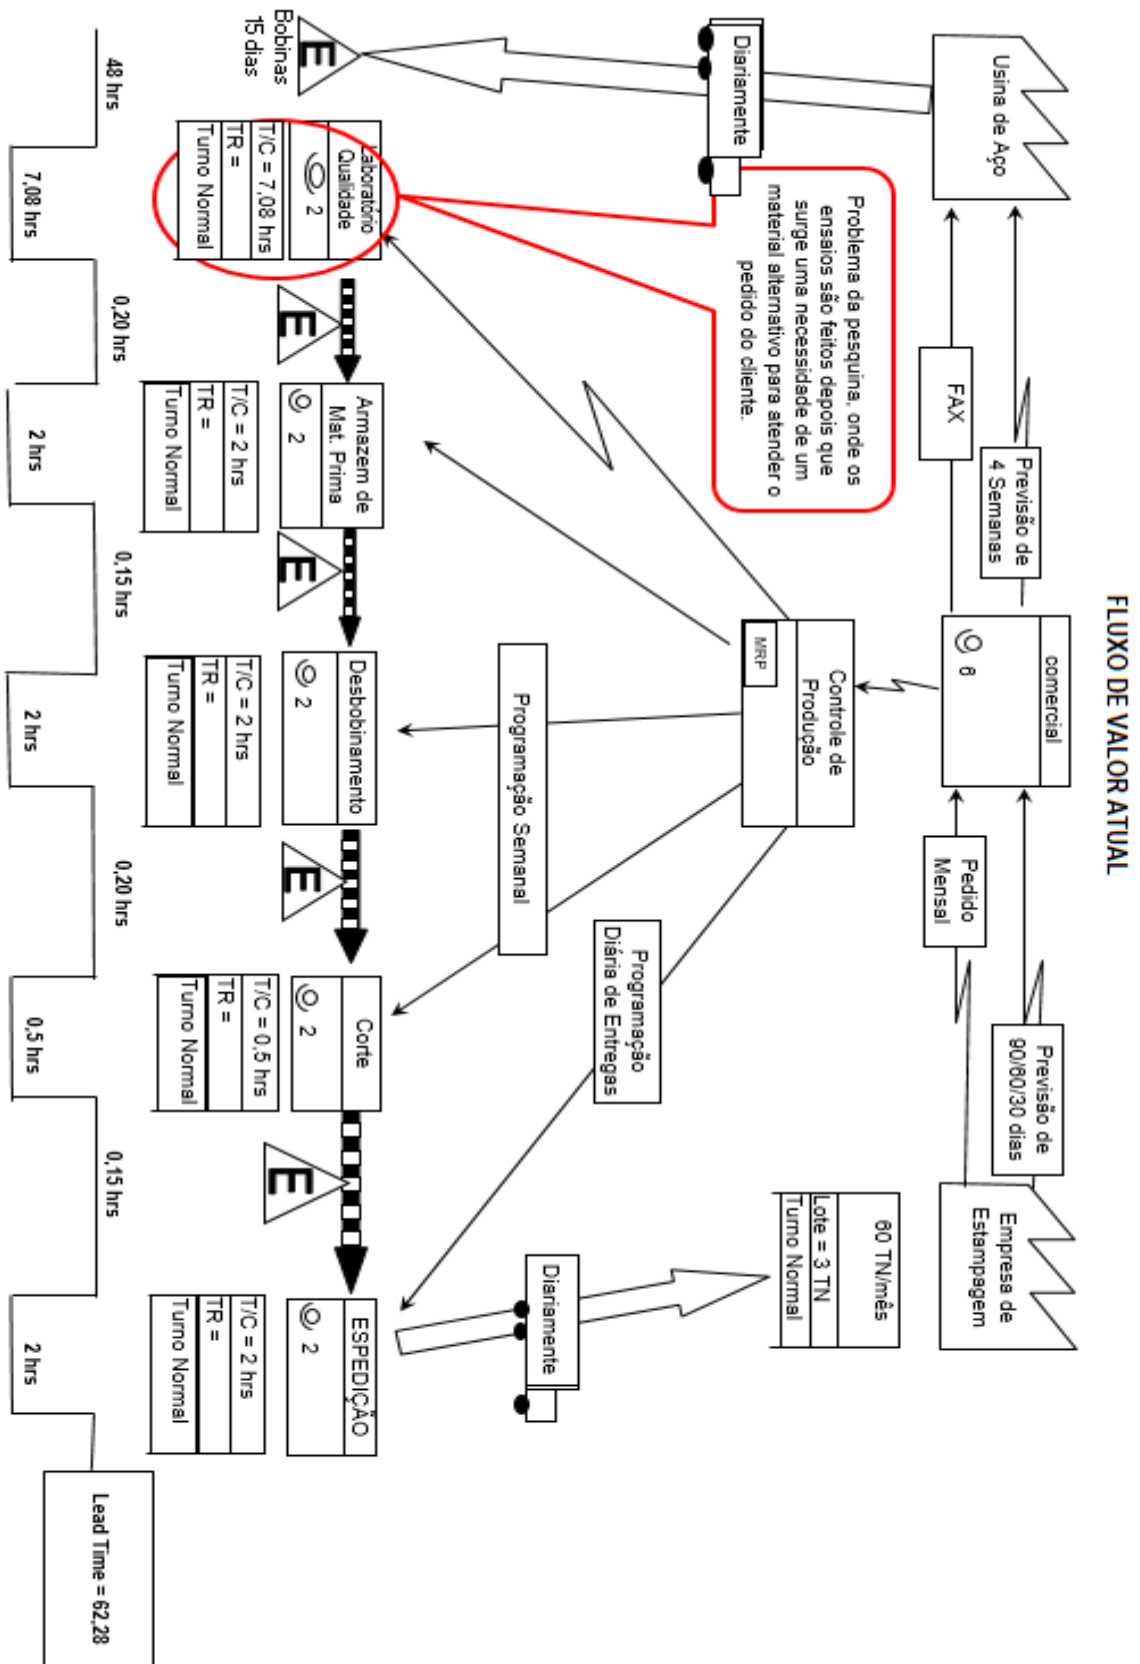 FLUXO DE VALOR ATUAL
Usina de Aço
Previsão de
4 Semanas
FAX
comercial
6
Previsão de
90/60/30 dias
Pedido
Mensal
Empresa de
Estampagem
60 TN/mês
Lote = 3 TN
Turno Normal
Diariamente
Problema da pesquina, onde os
ensaios são feitos depois que
surge uma necessidade de um
material alternativo para atender o
pedido do cliente.
Controle de
Produção
MRP
Programação Semanal
Programação
Diária de Entregas
Diariamente
E
Bobinas
15 dias
Laboratório
Qualidade
2
T/C = 7,08 hrs
TR =
Turno Normal
E
Armazem de
Mat. Prima
2
T/C = 2 hrs
TR =
Turno Normal
E
Desbobinamento
2
T/C = 2 hrs
TR =
Turno Normal
E
Corte
2
T/C = 0,5 hrs
TR =
Turno Normal
E
ESPEDIÇÃO
2
T/C = 2 hrs
TR =
Turno Normal
48 hrs
7,08 hrs
0,20 hrs
2 hrs
0,15 hrs
2 hrs
0,20 hrs
0,5 hrs
0,15 hrs
2 hrs
Lead Time = 62,28